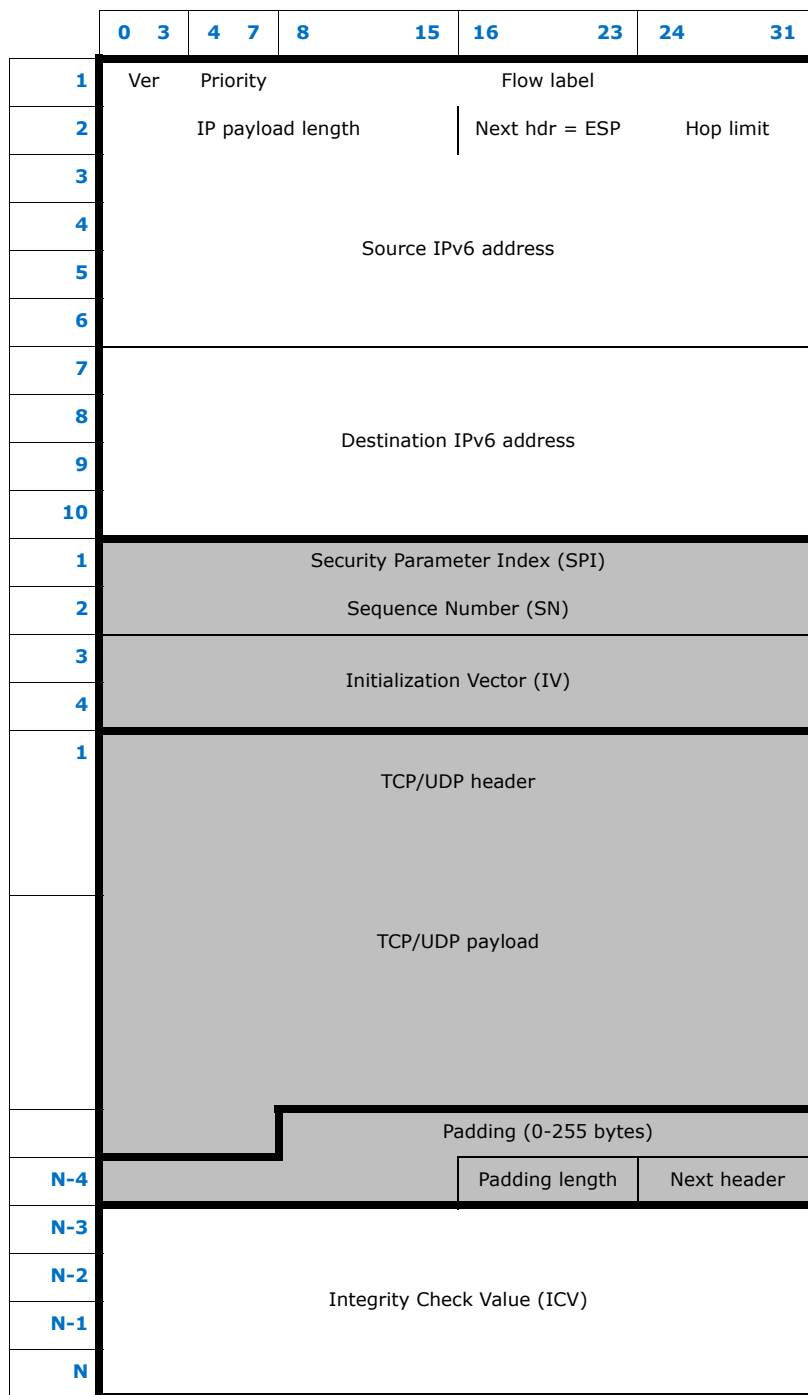 0 3 4 7 8 15 16 23 24 31
1 Ver Priority Flow label
2 IP payload length Next hdr = ESP Hop limit
3
4
Source IPv6 address
5
6
7
8
Destination IPv6 address
9
10
1 Security Parameter Index (SPI)
2 Sequence Number (SN)
3
Initialization Vector (IV)
4
1
TCP/UDP header
TCP/UDP payload
Padding (0-255 bytes)
N-4 Padding length Next header
N-3
N-2
Integrity Check Value (ICV)
N-1
N